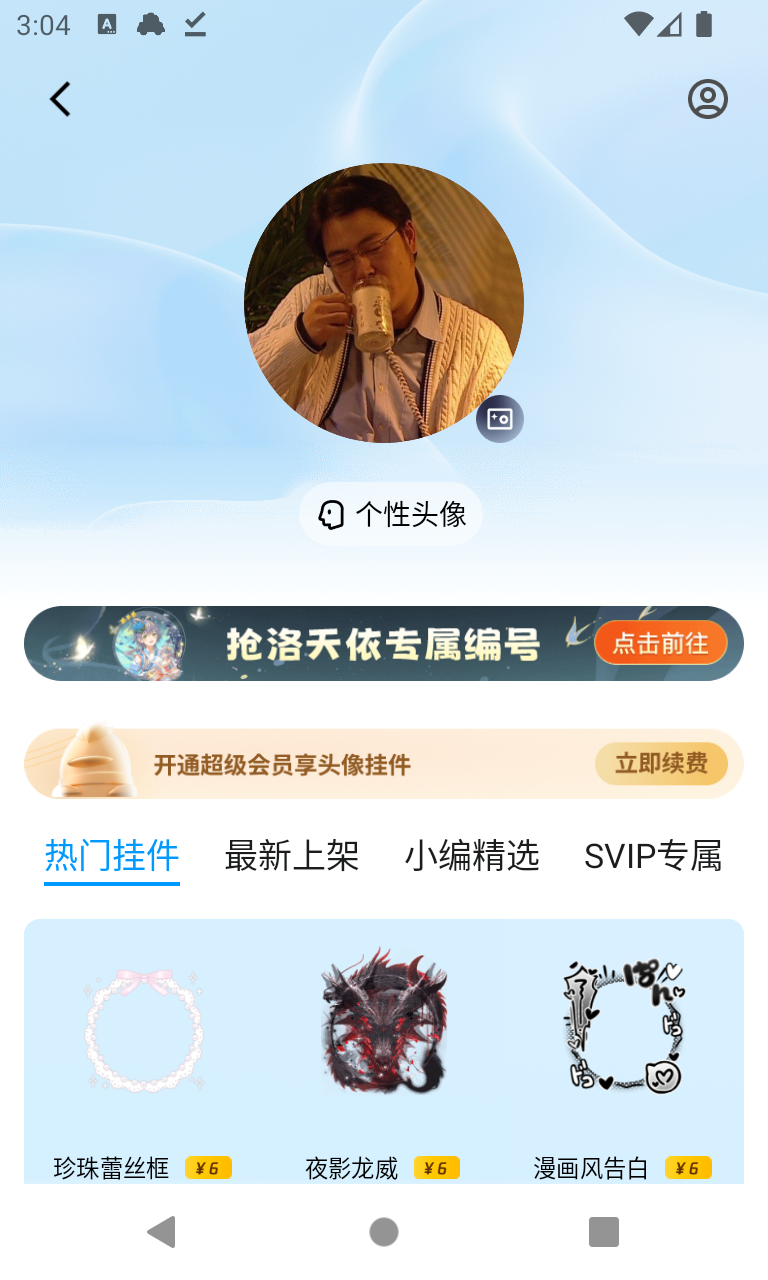 3:04
个性头像
抢洛天依专属编号
点击前往
开通超级会员享头像挂件
立即续费
热门挂件 最新上架 小编精选 SVIP专属
珍珠蕾丝框 ¥6 夜影龙威 ¥6 漫画风告白 ¥6